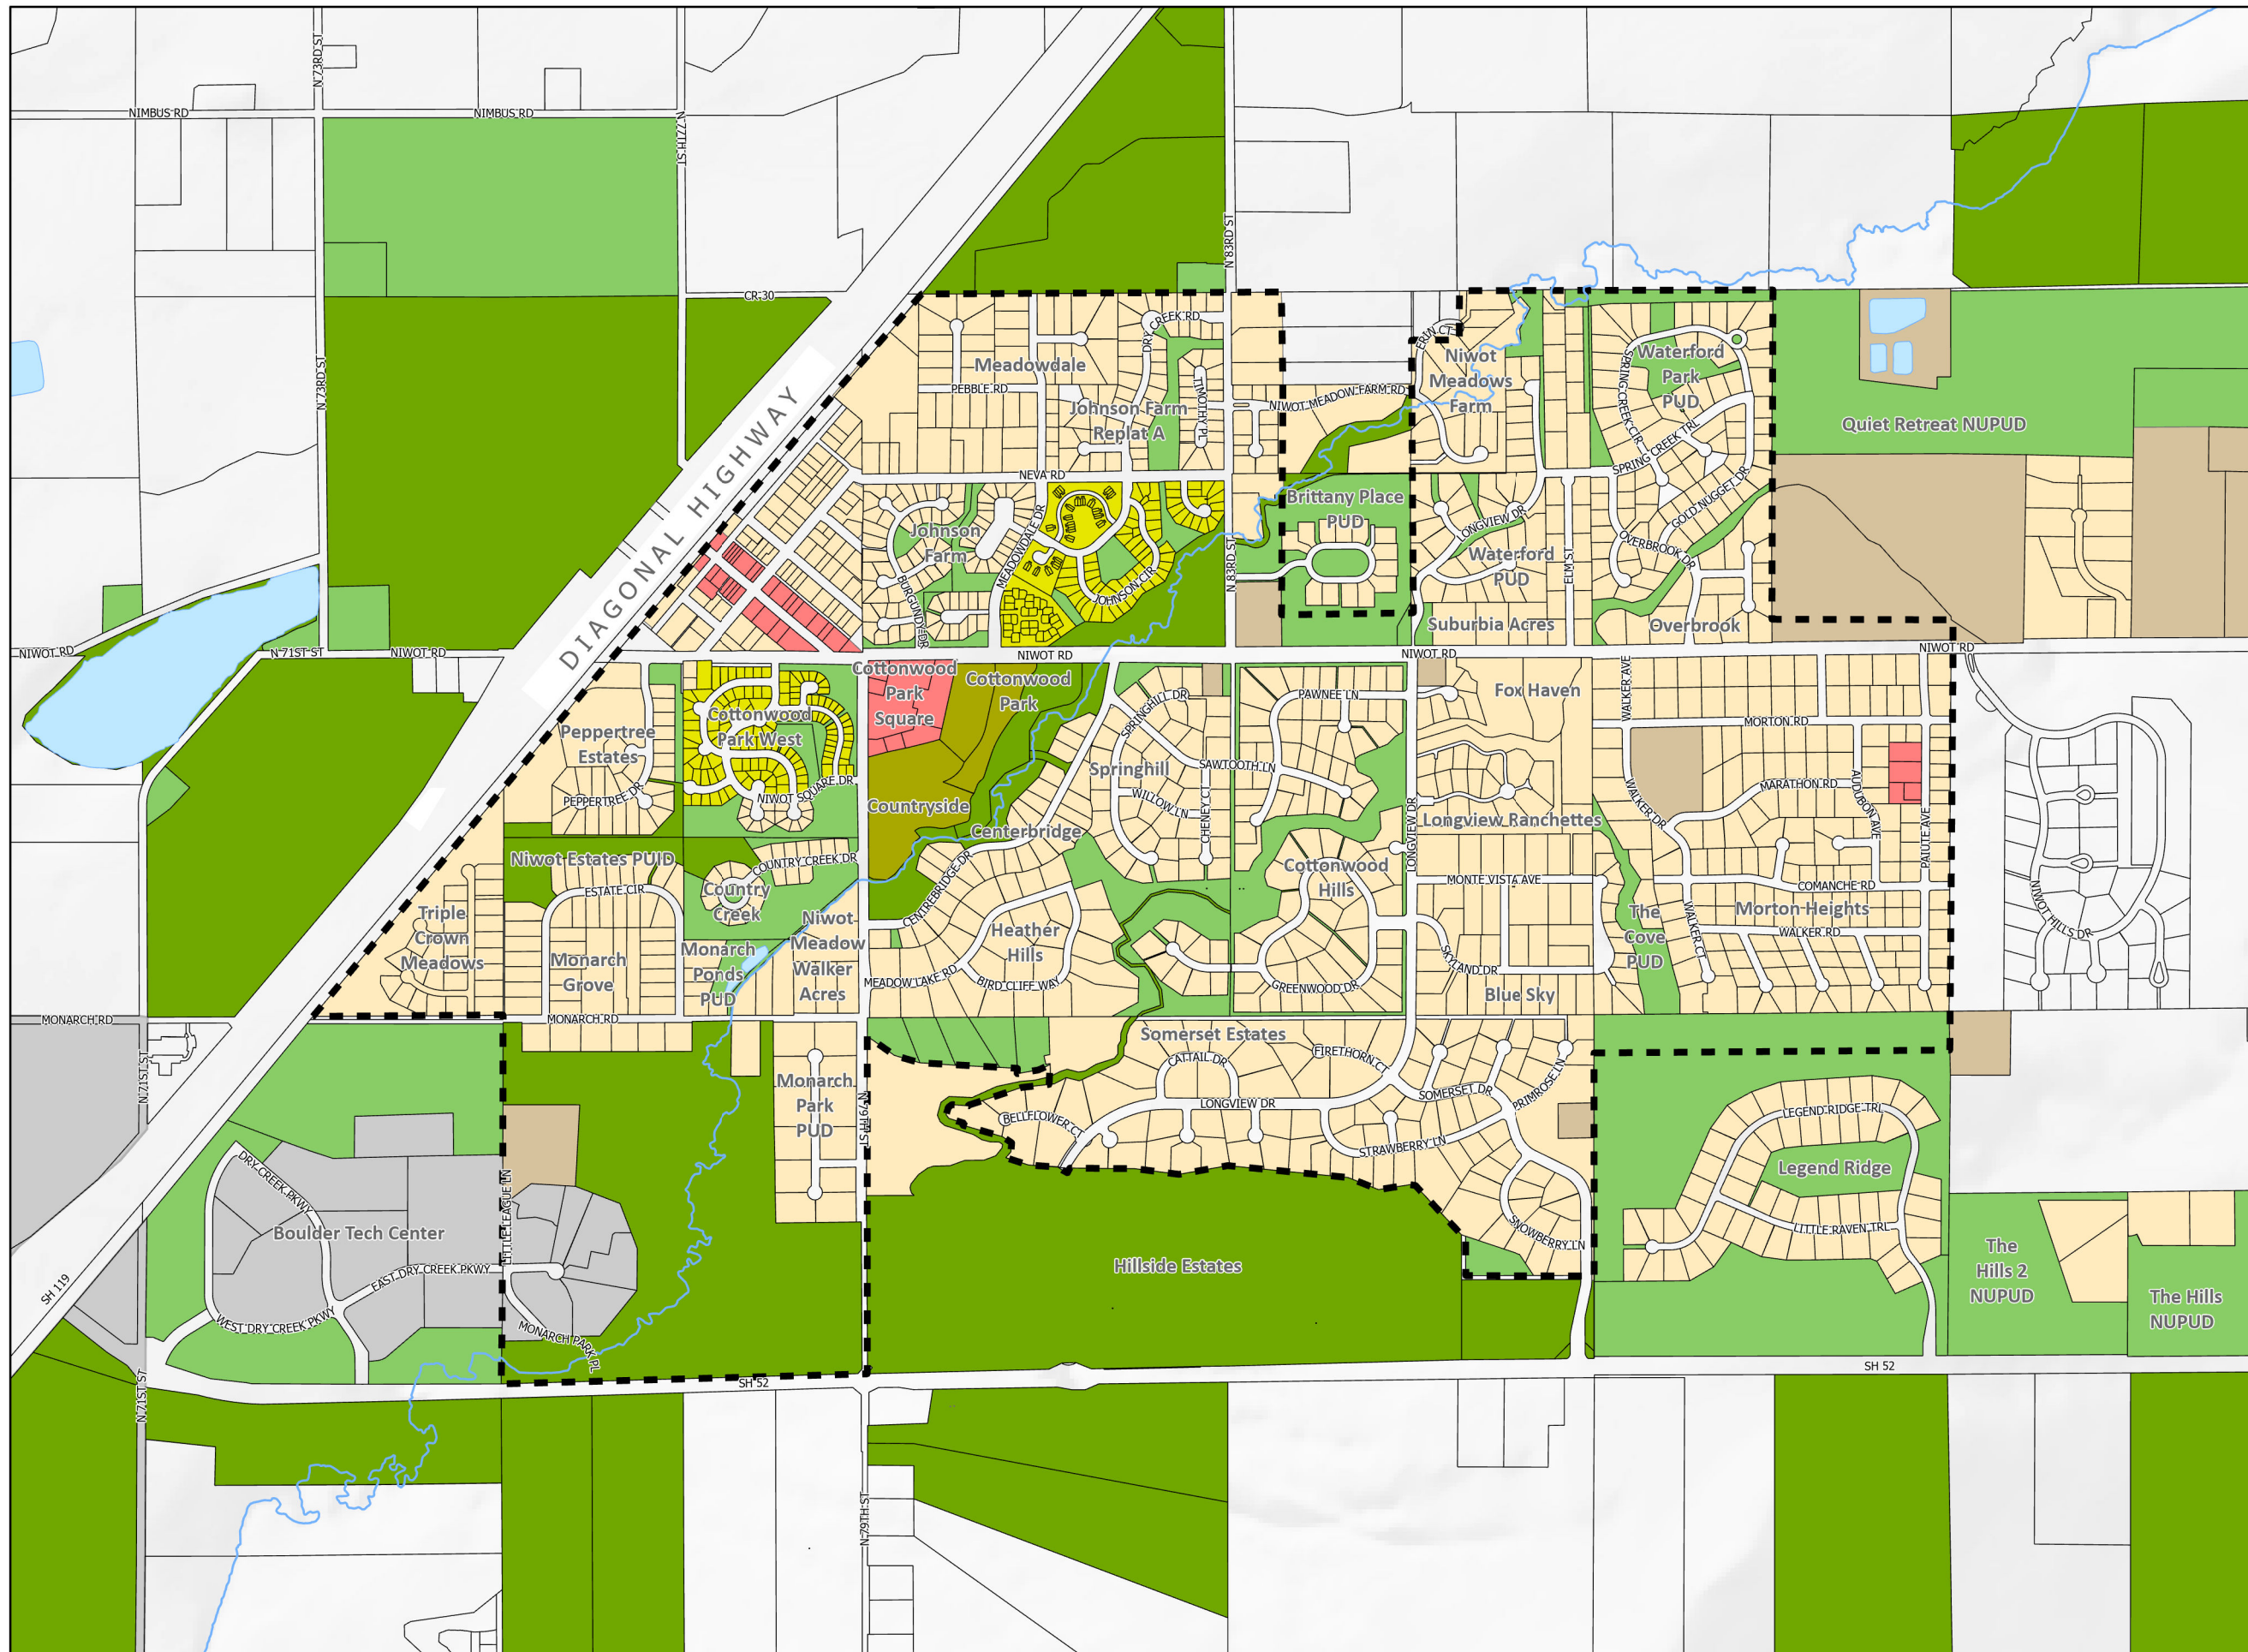 N 73RD ST
NIMBUS RD
NIMBUS RD
N 77TH ST
N 83RD ST
CR 30
N 73RD ST
DIAGONAL HIGHWAY
DRY CREEK RD
Meadowdale
PEBBLE RD
TIMOTHY PL
Johnson Farm
Replat A
NIWOT MEADOW FARM RD
ERIN CT
Niwot
Meadows
Farm
Waterford
Park
PUD
SPRING CREEK CIR
SPRING CREEK TRL
Quiet Retreat NUPUD
NEVA RD
Brittany Place
PUD
LONGVIEW DR
GOLD NUGGET DR
Johnson
Farm
MEADOWDALE DR
BURGUNDY DR
JOHNSON CIR
N 83RD ST
Waterford
PUD
ELM ST
OVERBROOK DR
Suburbia Acres
Overbrook
NIWOT RD
N 71ST ST
NIWOT RD
NIWOT RD
NIWOT RD
NIWOT RD
Cottonwood
Park
Square
Cottonwood
Park
Peppertree
Estates
Cottonwood
Park West
PEPPERTREE DR
NIWOT SQUARE DR
Countryside
Centerbridge
SPRINGHILL DR
Springhill
SAWTOOTH LN
WILLOW LN
CHENEY CT
PAWNEE LN
Fox Haven
WALKER AVE
MORTON RD
MARATHON RD
AUDUBON AVE
PAIUTE AVE
WALKER DR
LONGVIEW DR
Longview Ranchettes
Niwot Estates PUID
ESTATE CIR
COUNTRY CREEK DR
Country
Creek
CENTREBRIDGE DR
Cottonwood
Hills
MONTE VISTA AVE
COMANCHE RD
Morton Heights
WALKER RD
WALKER CT
NIWOT HILLS DR
Triple
Crown
Meadows
Monarch
Grove
Monarch
Ponds
PUD
Niwot
Meadow
Walker
Acres
Heather
Hills
MEADOW LAKE RD
BIRD CLIFF WAY
GREENWOOD DR
SKYLAND DR
Blue Sky
The
Cove
PUD
MONARCH RD
MONARCH RD
N 71ST ST
Somerset Estates
CATTAIL DR
FIRETHORN CT
Monarch
Park
PUD
N 79TH ST
BELLFLOWER CT
LONGVIEW DR
SOMERSET DR
PRIMROSE LN
STRAWBERRY LN
SNOWBERRY LN
LEGEND RIDGE TRL
Legend Ridge
LITTLE RAVEN TRL
DRY CREEK PKWY
Boulder Tech Center
LITTLE LEAGUE LN
EAST DRY CREEK PKWY
WEST DRY CREEK PKWY
MONARCH PARK PL
SH 119
Hillside Estates
The
Hills 2
NUPUD
The Hills
NUPUD
N 71ST ST
SH 52
SH 52
N 79TH ST